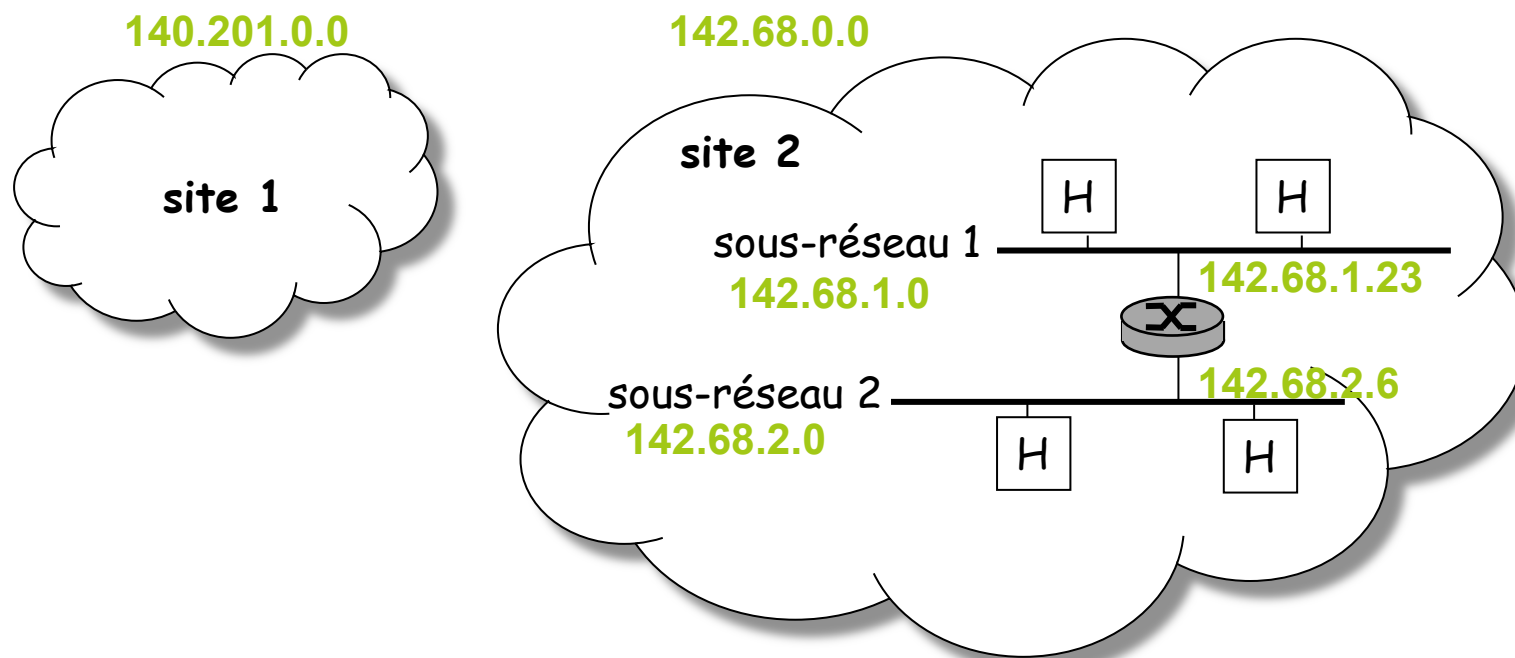 140.201.0.0
142.68.0.0
site 1
site 2
H
H
sous-réseau 1
142.68.1.0
142.68.1.23
sous-réseau 2
142.68.2.0
142.68.2.6
H
H